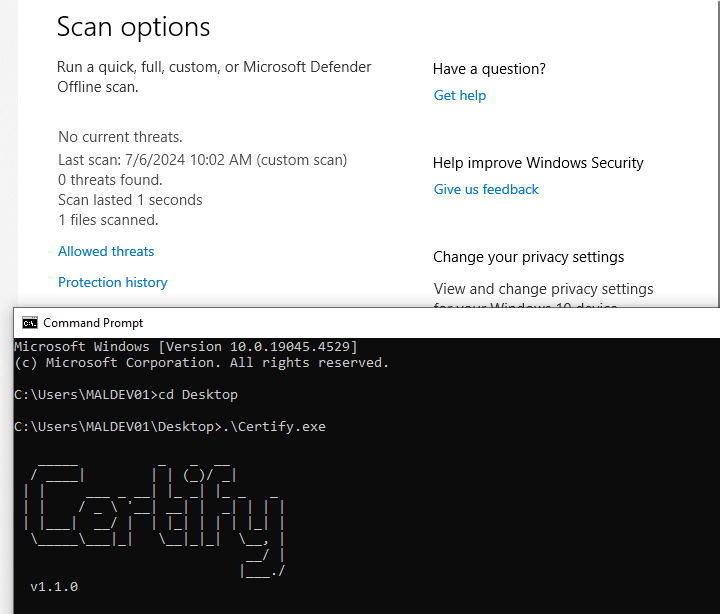 Scan options
Run a quick, full, custom, or Microsoft Defender
Offline scan.
No current threats.
Last scan: 7/6/2024 10:02 AM (custom scan)
0 threats found.
Scan lasted 1 seconds
1 files scanned.
Allowed threats
Protection history
Have a question?
Get help
Help improve Windows Security
Give us feedback
Change your privacy settings
View and change privacy settings
for your Windows 10 device
Command Prompt
Microsoft Windows [Version 10.0.19045.4529]
(c) Microsoft Corporation. All rights reserved.
C:\Users\MALDEV01>cd Desktop
C:\Users\MALDEV01\Desktop>.\Certify.exe
Certify
v1.1.0